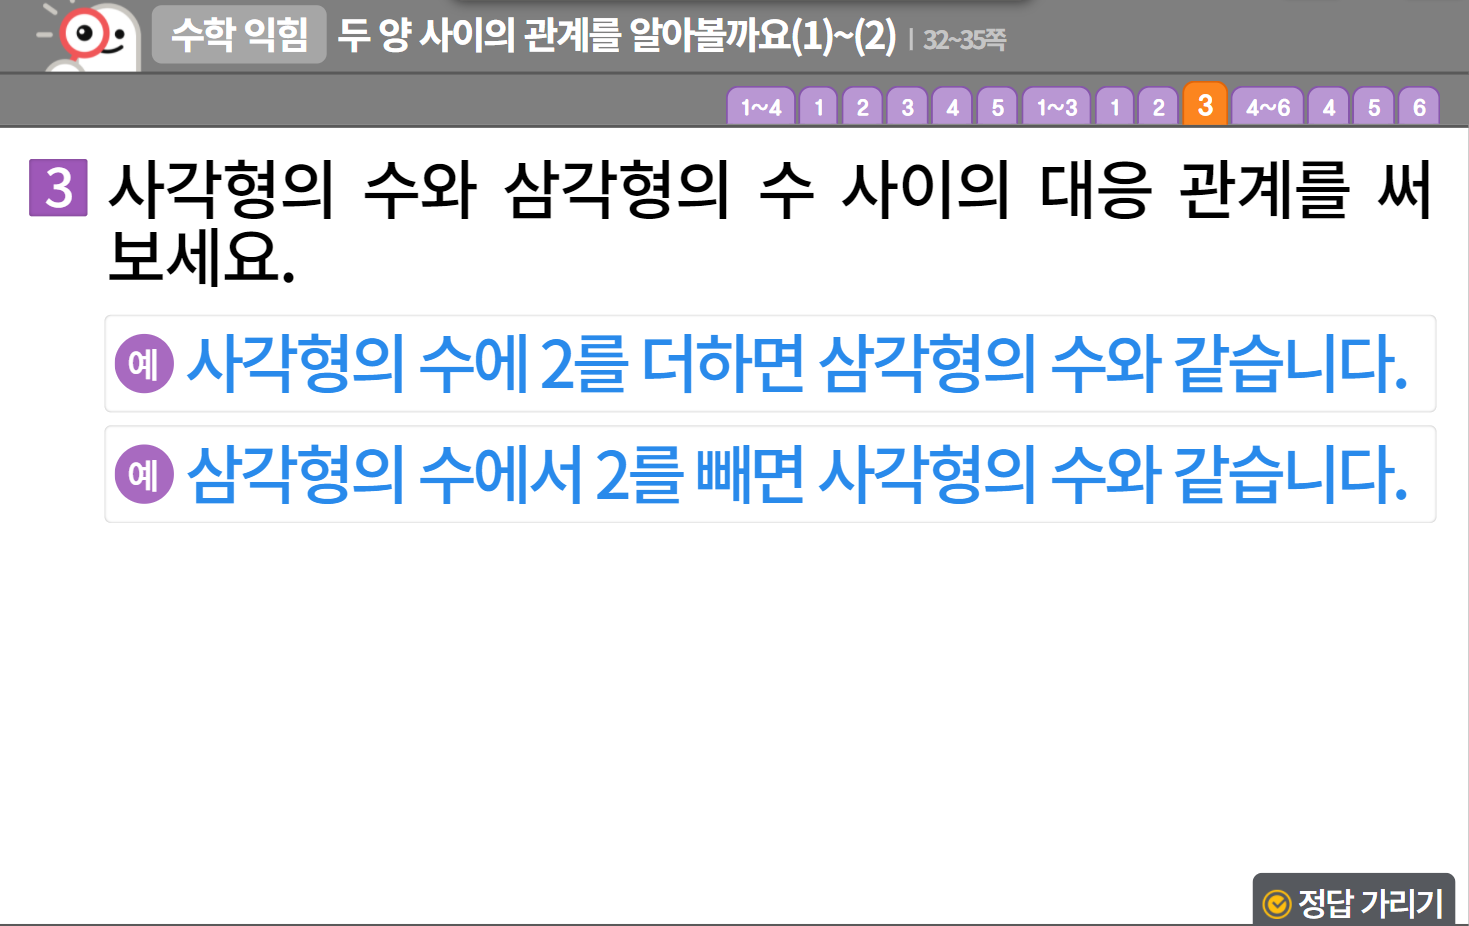 수학 익힘 두 양 사이의 관계를 알아볼까요(1)~(2) | 32~35쪽
1~4 1 2 3 4 5 1~3 1 2 3 4~6 4 5 6
3 사각형의 수와 삼각형의 수 사이의 대응 관계를 써
보세요.
예 사각형의 수에 2를 더하면 삼각형의 수와 같습니다.
예 삼각형의 수에서 2를 빼면 사각형의 수와 같습니다.
정답 가리기